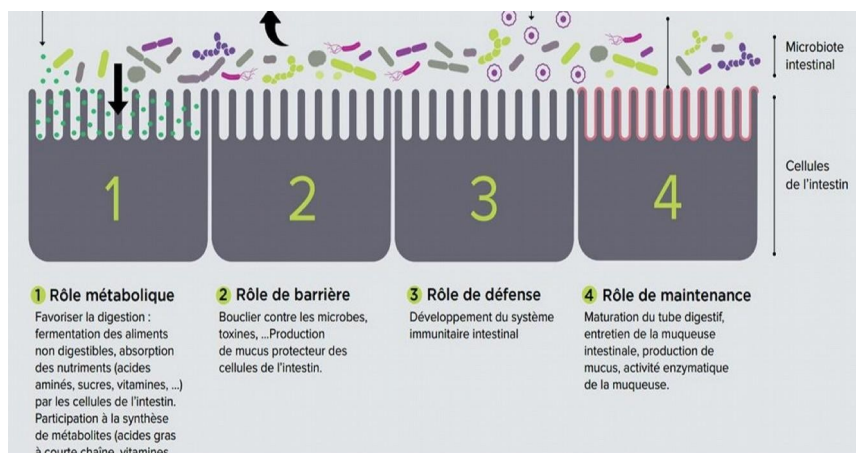 Microbiote
intestinal
Cellules
de l'intestin
1
2
3
4
1 Rôle métabolique
Favoriser la digestion :
fermentation des aliments
non digestibles, absorption
des nutriments (acides
aminés, sucres, vitamines, ...)
par les cellules de l'intestin.
Participation à la synthèse
de métabolites (acides gras
à courte chaîne, vitamines
2 Rôle de barrière
Bouclier contre les microbes,
toxines, ...Production
de mucus protecteur des
cellules de l'intestin.
3 Rôle de défense
Développement du système
immunitaire intestinal
4 Rôle de maintenance
Maturation du tube digestif,
entretien de la muqueuse
intestinale, production de
mucus, activité enzymatique
de la muqueuse.